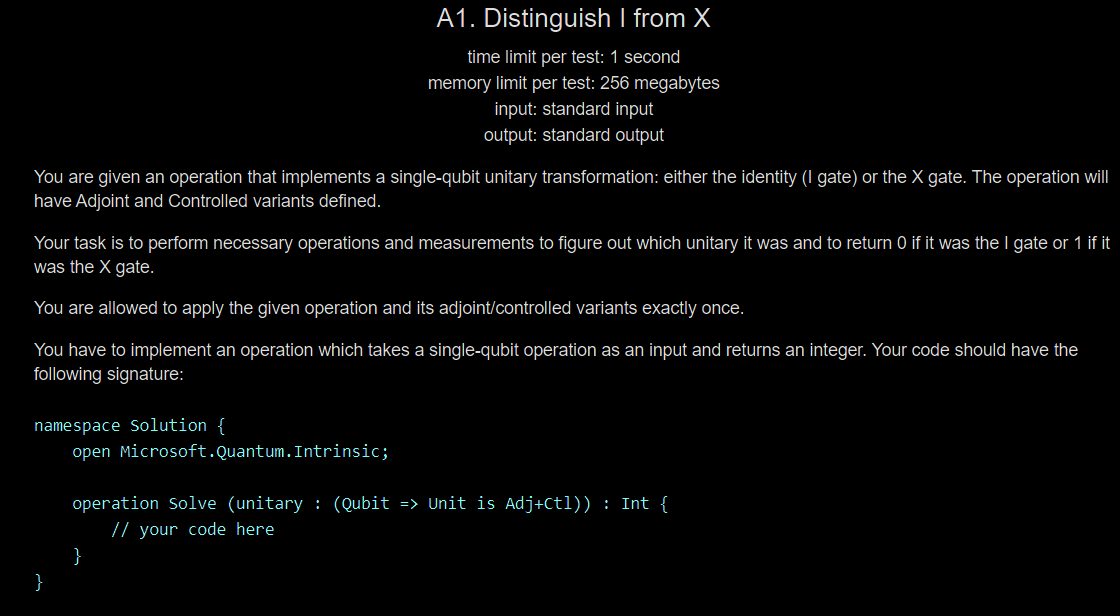 A1. Distinguish I from X
time limit per test: 1 second
memory limit per test: 256 megabytes
input: standard input
output: standard output
You are given an operation that implements a single-qubit unitary transformation: either the identity (I gate) or the X gate. The operation will
have Adjoint and Controlled variants defined.
Your task is to perform necessary operations and measurements to figure out which unitary it was and to return 0 if it was the I gate or 1 if it
was the X gate.
You are allowed to apply the given operation and its adjoint/controlled variants exactly once.
You have to implement an operation which takes a single-qubit operation as an input and returns an integer. Your code should have the
following signature:
namespace Solution {
    open Microsoft.Quantum.Intrinsic;
    operation Solve (unitary : (Qubit => Unit is Adj+Ctl)) : Int {
        // your code here
    }
}